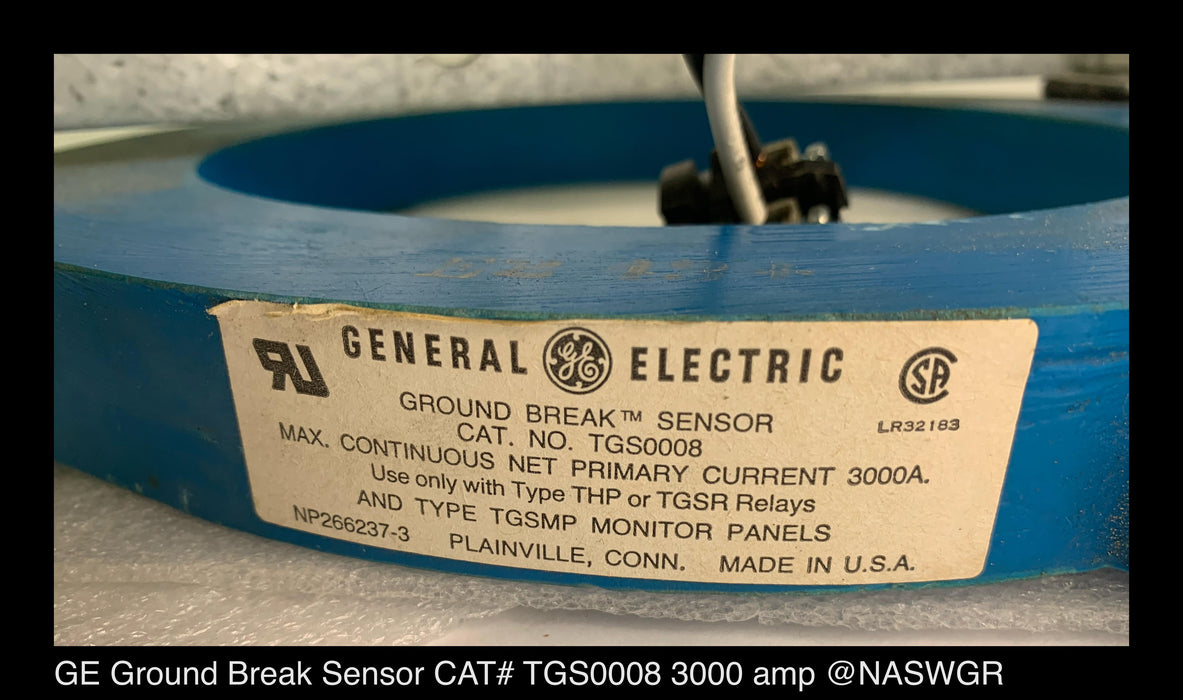 GENERAL GE ELECTRIC
GROUND BREAK™ SENSOR
CAT. NO. TGS0008
LR32183
MAX. CONTINUOUS NET PRIMARY CURRENT 3000A.
Use only with Type THP or TGSR Relays
AND TYPE TGSMP MONITOR PANELS
NP266237-3 PLAINVILLE, CONN. MADE IN U.S.A.
GE Ground Break Sensor CAT# TGS0008 3000 amp @NASWGR